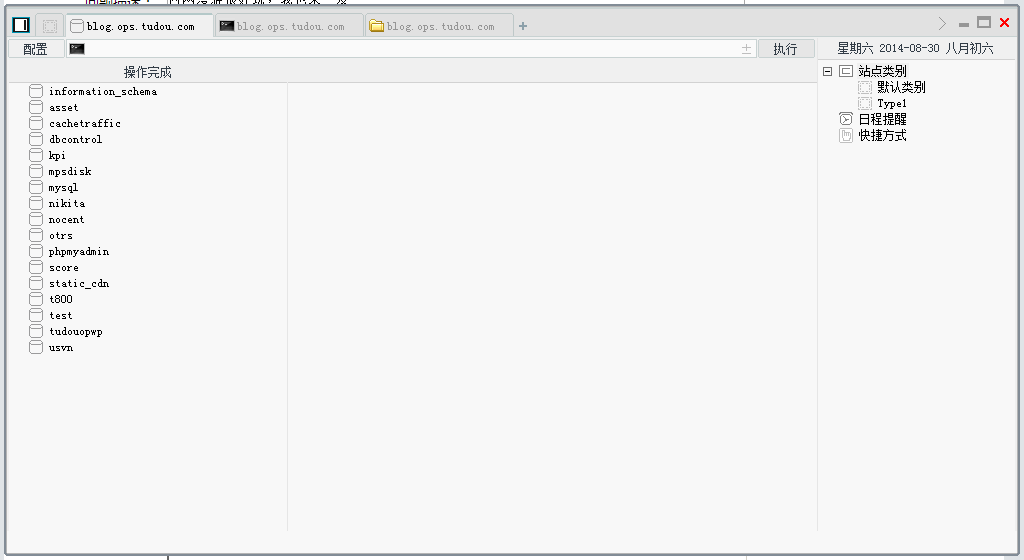 blog.ops.tudou.com
blog.ops.tudou.com
blog.ops.tudou.com
配置
执行
星期六 2014-08-30 八月初六
操作完成
information_schema
asset
cachetraffic
dbcontrol
kpi
mpsdisk
mysql
nikita
nocent
otrs
phpmyadmin
score
static_cdn
t800
test
tudouopwp
usvn
站点类别
默认类别
Type1
日程提醒
快捷方式